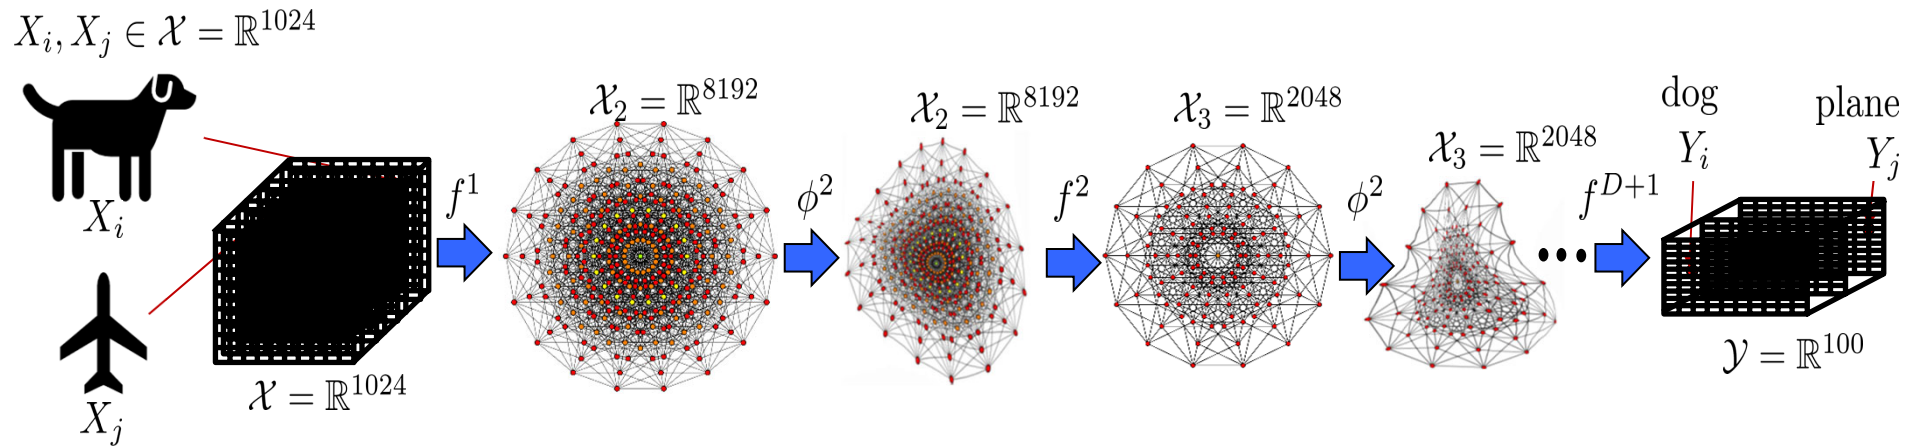 X_i, X_j ∈ 𝒳 = ℝ^1024
X_i
X_j
𝒳 = ℝ^1024
f^1
𝒳_2 = ℝ^8192
ϕ^2
𝒳_2 = ℝ^8192
f^2
𝒳_3 = ℝ^2048
ϕ^2
𝒳_3 = ℝ^2048
f^{D+1}
dog
Y_i
plane
Y_j
𝒴 = ℝ^100